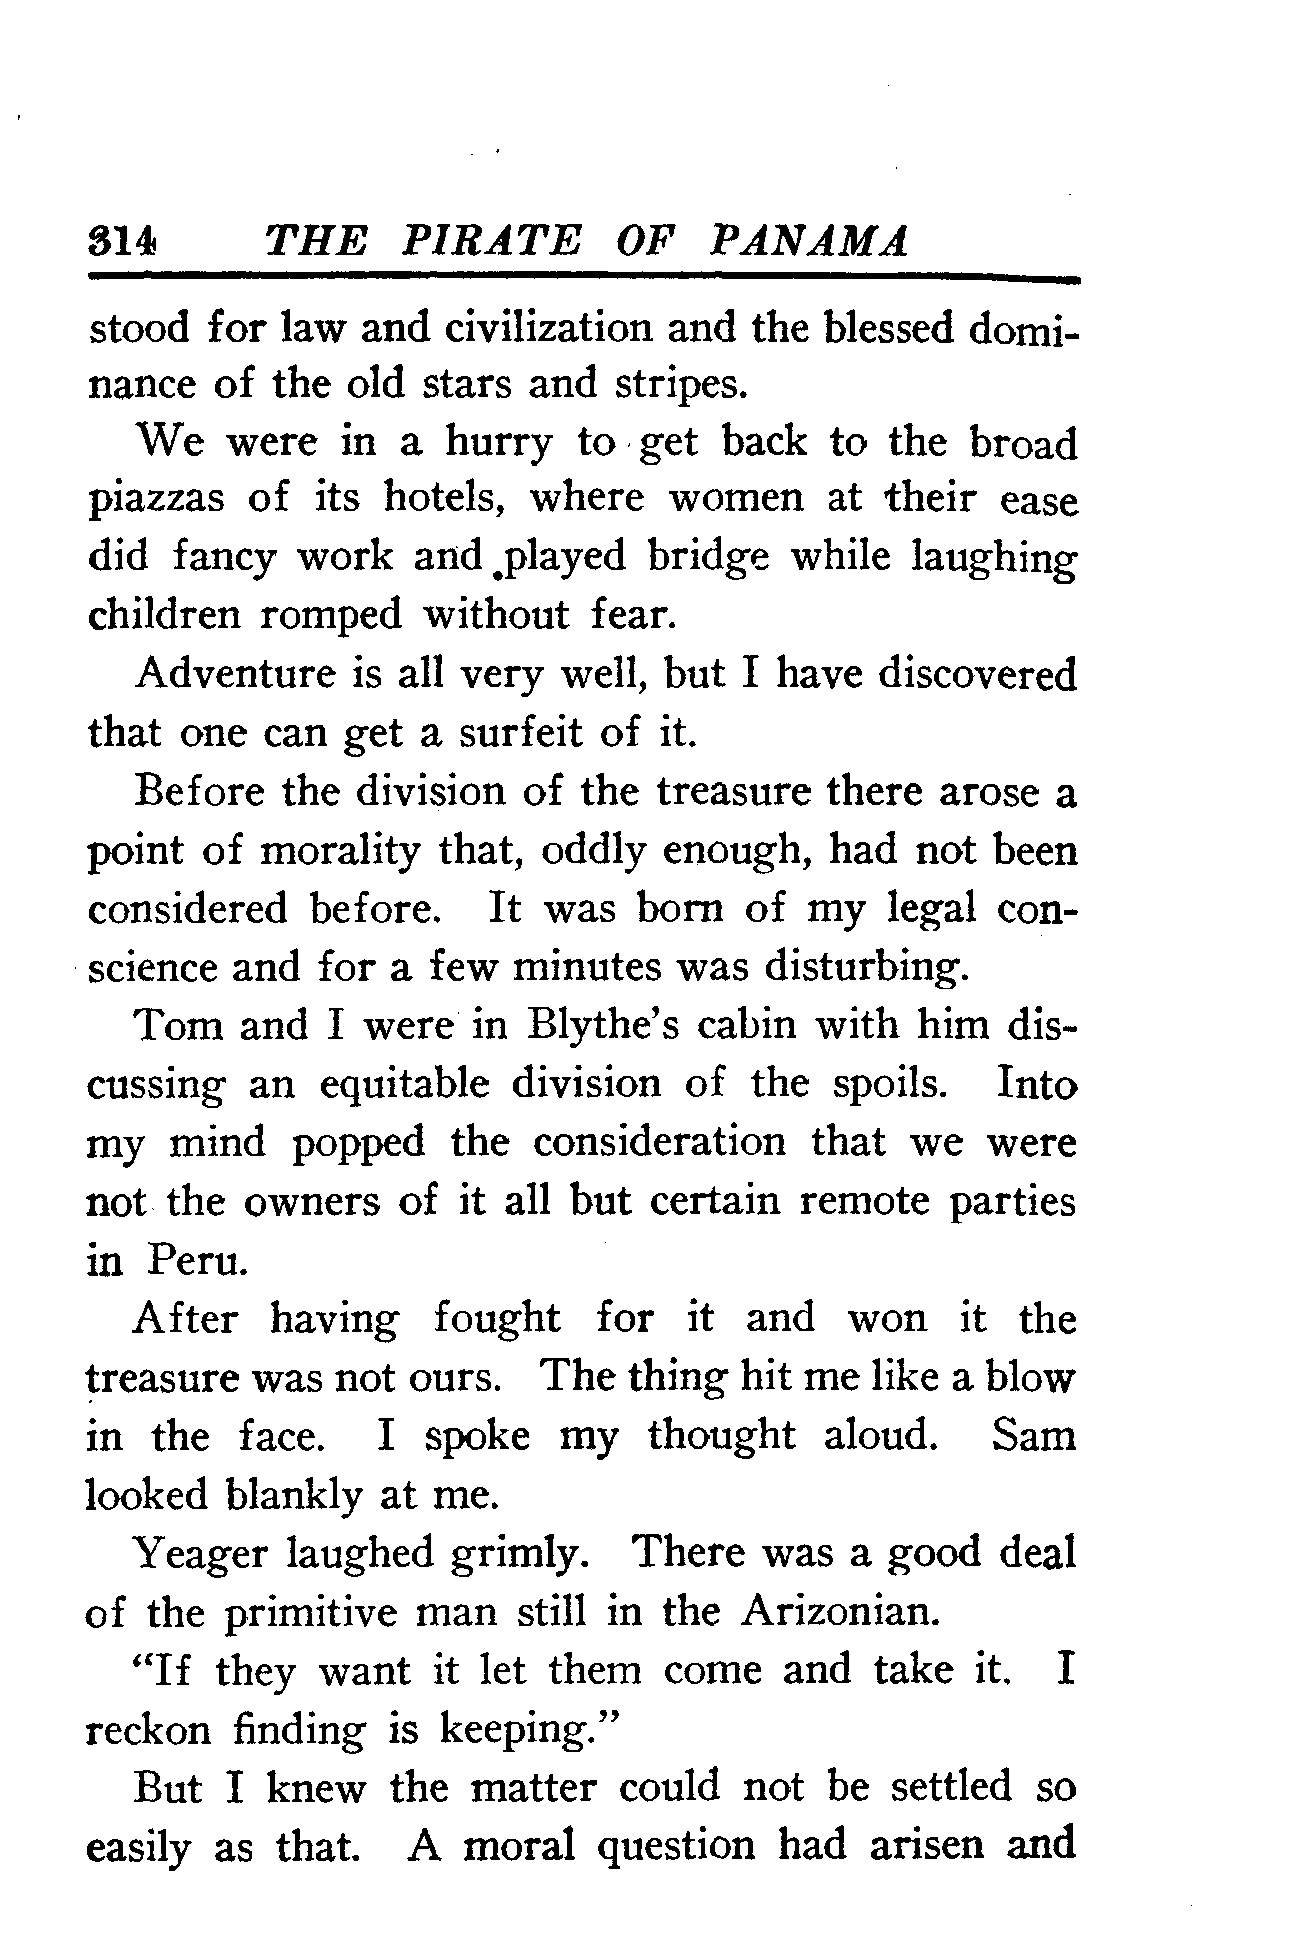 314 THE PIRATE OF PANAMA
stood for law and civilization and the blessed domi-
nance of the old stars and stripes.
We were in a hurry to get back to the broad
piazzas of its hotels, where women at their ease
did fancy work and played bridge while laughing
children romped without fear.
Adventure is all very well, but I have discovered
that one can get a surfeit of it.
Before the division of the treasure there arose a
point of morality that, oddly enough, had not been
considered before. It was born of my legal con-
science and for a few minutes was disturbing.
Tom and I were in Blythe's cabin with him dis-
cussing an equitable division of the spoils. Into
my mind popped the consideration that we were
not the owners of it all but certain remote parties
in Peru.
After having fought for it and won it the
treasure was not ours. The thing hit me like a blow
in the face. I spoke my thought aloud. Sam
looked blankly at me.
Yeager laughed grimly. There was a good deal
of the primitive man still in the Arizonian.
"If they want it let them come and take it. I
reckon finding is keeping."
But I knew the matter could not be settled so
easily as that. A moral question had arisen and